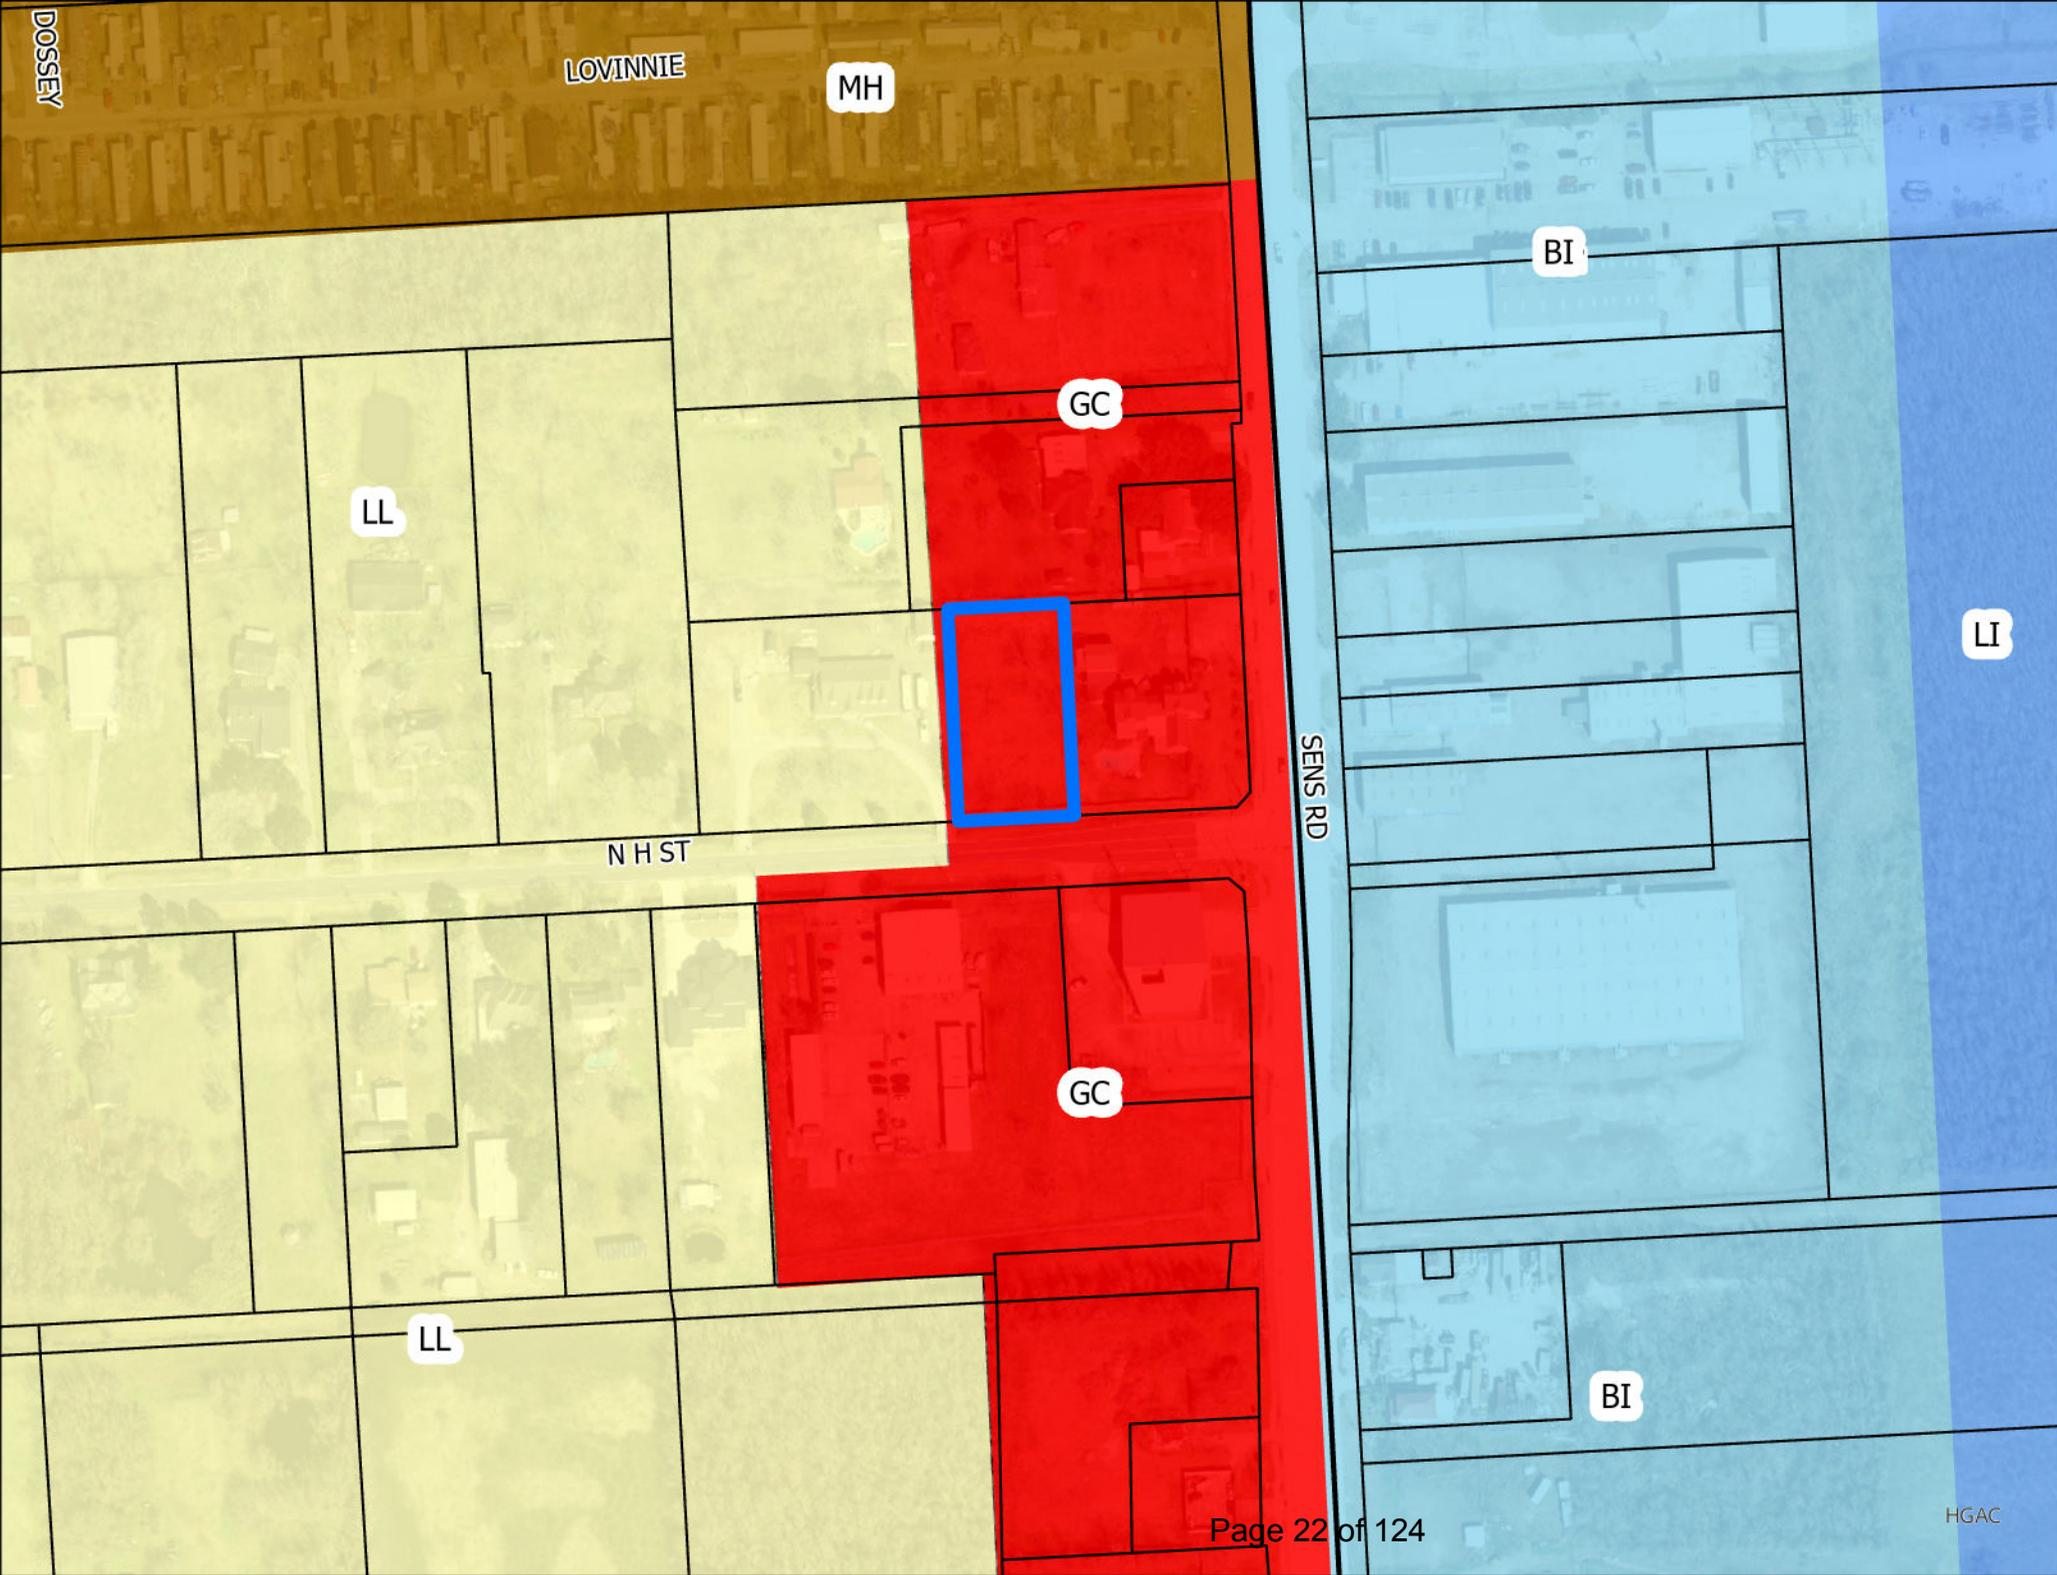 DOSSEY
LOVINNIE
MH
BI
GC
LL
LI
SENS RD
N H ST
GC
LL
BI
HGAC
Page 22 of 124